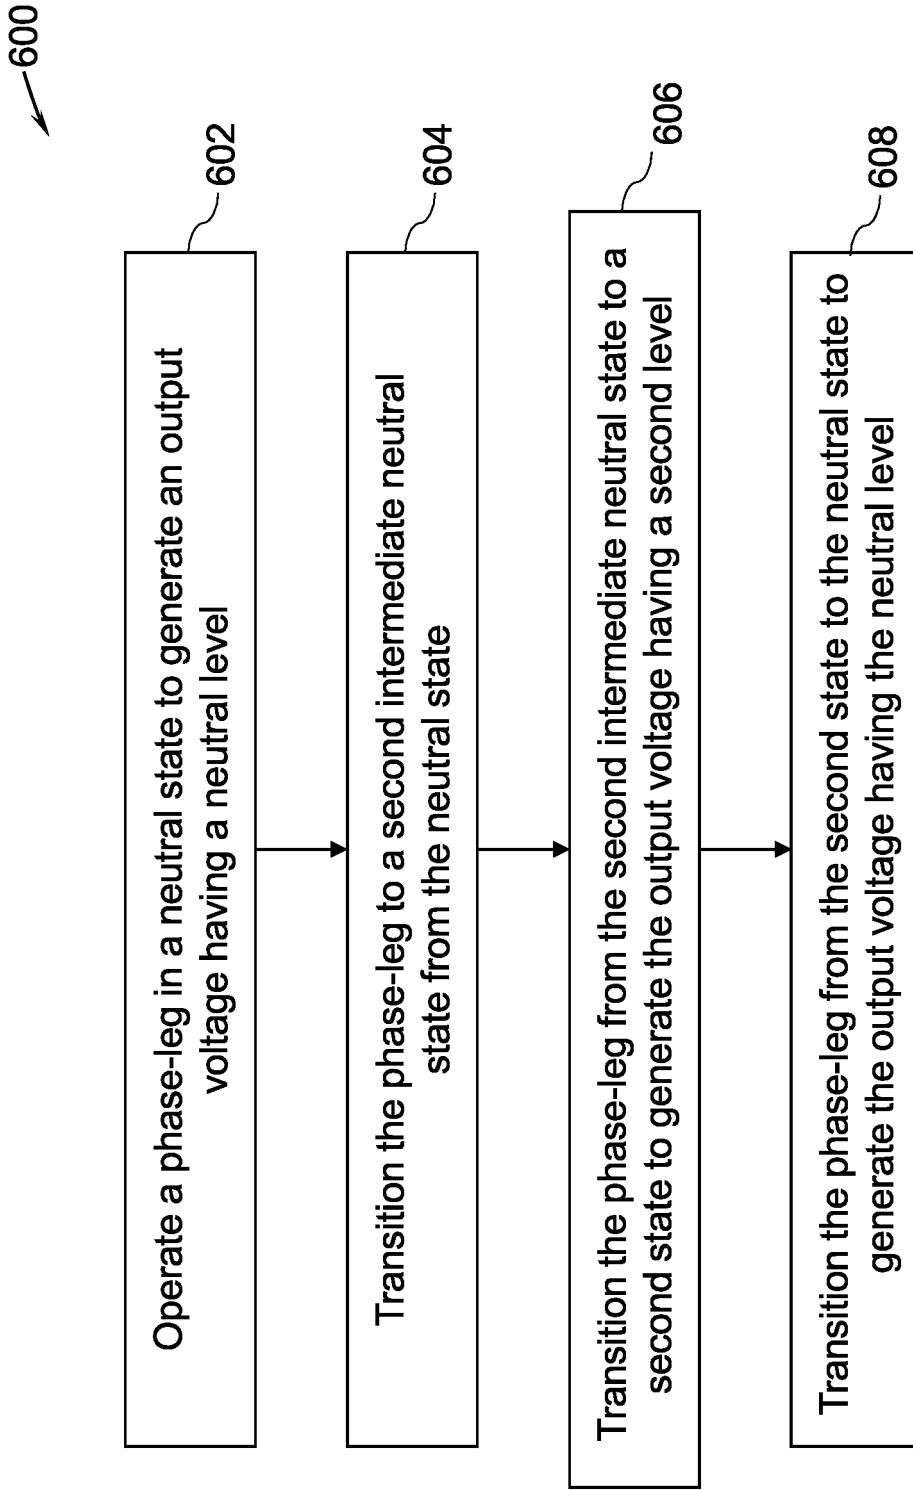 600
602
Operate a phase-leg in a neutral state to generate an output
voltage having a neutral level
604
Transition the phase-leg to a second intermediate neutral
state from the neutral state
606
Transition the phase-leg from the second intermediate neutral state to a
second state to generate the output voltage having a second level
608
Transition the phase-leg from the second state to the neutral state to
generate the output voltage having the neutral level